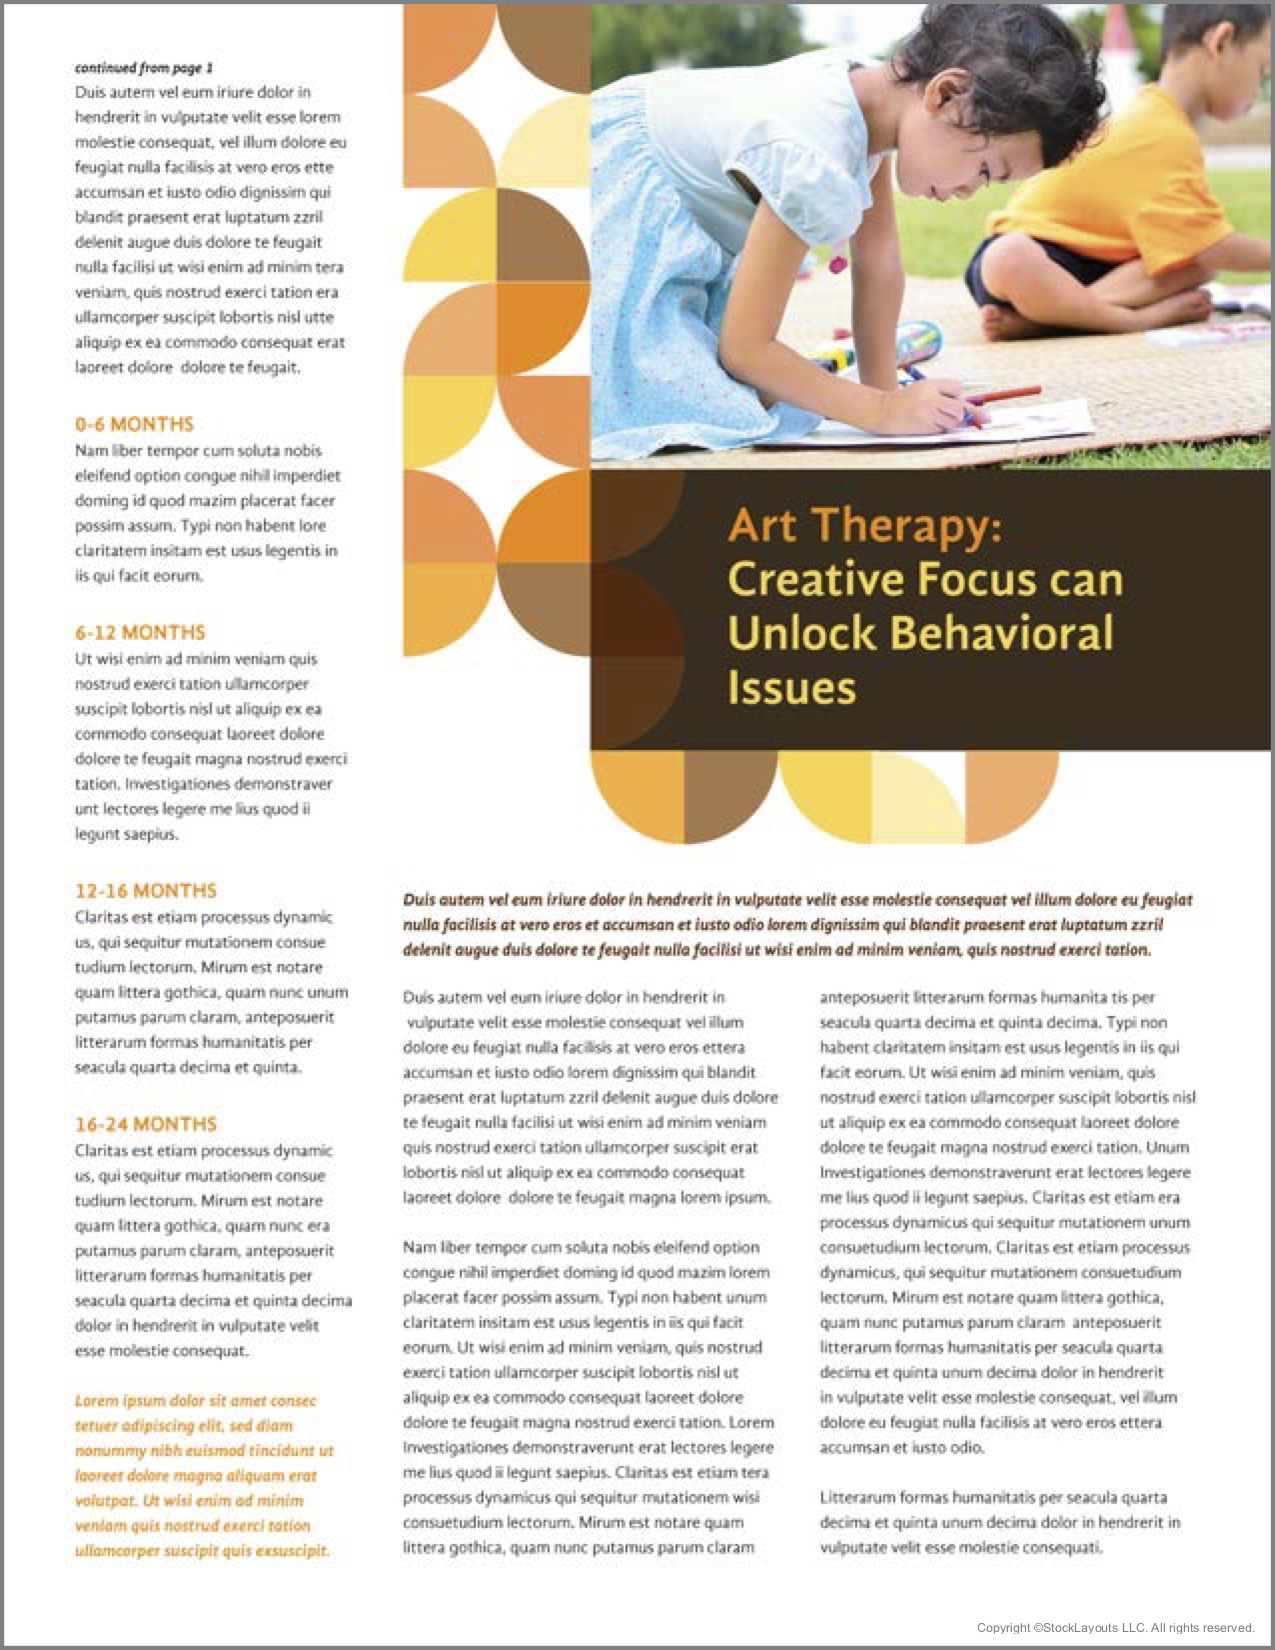 continued from page 1
Duis autem vel eum iriure dolor in
hendrerit in vulputate velit esse lorem
molestie consequat, vel illum dolore eu
feugiat nulla facilisis at vero eros ette
accumsan et iusto odio dignissim qui
blandit praesent erat luptatum zzril
delenit augue duis dolore te feugait
nulla facilisi ut wisi enim ad minim tera
veniam, quis nostrud exerci tation era
ullamcorper suscipit lobortis nisl utte
aliquip ex ea commodo consequat erat
laoreet dolore  dolore te feugait.
0-6 MONTHS
Nam liber tempor cum soluta nobis
eleifend option congue nihil imperdiet
doming id quod mazim placerat facer
possim assum. Typi non habent lore
claritatem insitam est usus legentis in
iis qui facit eorum.
6-12 MONTHS
Ut wisi enim ad minim veniam quis
nostrud exerci tation ullamcorper
suscipit lobortis nisl ut aliquip ex ea
commodo consequat laoreet dolore
dolore te feugait magna nostrud exerci
tation. Investigationes demonstraver
unt lectores legere me lius quod ii
legunt saepius.
12-16 MONTHS
Claritas est etiam processus dynamic
us, qui sequitur mutationem consue
tudium lectorum. Mirum est notare
quam littera gothica, quam nunc unum
putamus parum claram, anteposuerit
litterarum formas humanitatis per
seacula quarta decima et quinta.
16-24 MONTHS
Claritas est etiam processus dynamic
us, qui sequitur mutationem consue
tudium lectorum. Mirum est notare
quam littera gothica, quam nunc era
putamus parum claram, anteposuerit
litterarum formas humanitatis per
seacula quarta decima et quinta decima
dolor in hendrerit in vulputate velit
esse molestie consequat.
Lorem ipsum dolor sit amet consec
tetuer adipiscing elit, sed diam
nonummy nibh euismod tincidunt ut
laoreet dolore magna aliquam erat
volutpat. Ut wisi enim ad minim
veniam quis nostrud exerci tation
ullamcorper suscipit quis exsuscipit.
Art Therapy:
Creative Focus can
Unlock Behavioral
Issues
Duis autem vel eum iriure dolor in hendrerit in vulputate velit esse molestie consequat vel illum dolore eu feugiat
nulla facilisis at vero eros et accumsan et iusto odio lorem dignissim qui blandit praesent erat luptatum zzril
delenit augue duis dolore te feugait nulla facilisi ut wisi enim ad minim veniam, quis nostrud exerci tation.
Duis autem vel eum iriure dolor in hendrerit in
vulputate velit esse molestie consequat vel illum
dolore eu feugiat nulla facilisis at vero eros ettera
accumsan et iusto odio lorem dignissim qui blandit
praesent erat luptatum zzril delenit augue duis dolore
te feugait nulla facilisi ut wisi enim ad minim veniam
quis nostrud exerci tation ullamcorper suscipit erat
lobortis nisl ut aliquip ex ea commodo consequat
laoreet dolore  dolore te feugait magna lorem ipsum.
Nam liber tempor cum soluta nobis eleifend option
congue nihil imperdiet doming id quod mazim lorem
placerat facer possim assum. Typi non habent unum
claritatem insitam est usus legentis in iis qui facit
eorum. Ut wisi enim ad minim veniam, quis nostrud
exerci tation ullamcorper suscipit lobortis nisl ut
aliquip ex ea commodo consequat laoreet dolore
dolore te feugait magna nostrud exerci tation. Lorem
Investigationes demonstraverunt erat lectores legere
me lius quod ii legunt saepius. Claritas est etiam tera
processus dynamicus qui sequitur mutationem wisi
consuetudium lectorum. Mirum est notare quam
littera gothica, quam nunc putamus parum claram
anteposuerit litterarum formas humanita tis per
seacula quarta decima et quinta decima. Typi non
habent claritatem insitam est usus legentis in iis qui
facit eorum. Ut wisi enim ad minim veniam, quis
nostrud exerci tation ullamcorper suscipit lobortis nisl
ut aliquip ex ea commodo consequat laoreet dolore
dolore te feugait magna nostrud exerci tation. Unum
Investigationes demonstraverunt erat lectores legere
me lius quod ii legunt saepius. Claritas est etiam era
processus dynamicus qui sequitur mutationem unum
consuetudium lectorum. Claritas est etiam processus
dynamicus, qui sequitur mutationem consuetudium
lectorum. Mirum est notare quam littera gothica,
quam nunc putamus parum claram  anteposuerit
litterarum formas humanitatis per seacula quarta
decima et quinta unum decima dolor in hendrerit
in vulputate velit esse molestie consequat, vel illum
dolore eu feugiat nulla facilisis at vero eros ettera
accumsan et iusto odio.
Litterarum formas humanitatis per seacula quarta
decima et quinta unum decima dolor in hendrerit in
vulputate velit esse molestie consequati.
Copyright ©StockLayouts LLC. All rights reserved.